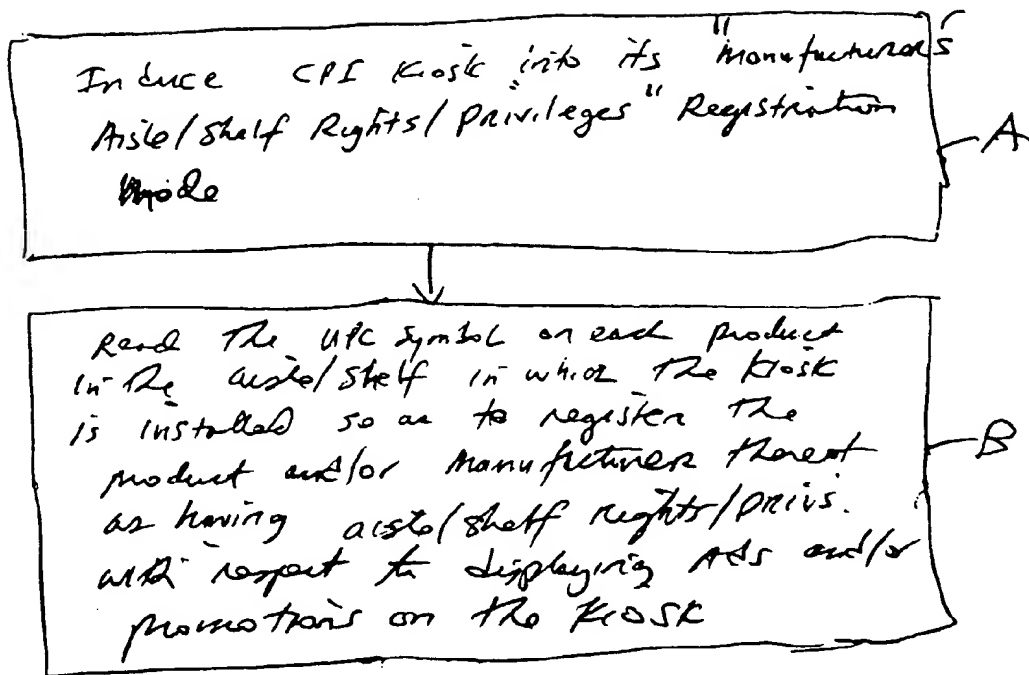 Induce CPI Kiosk into its "Manufacturers'
Aisle/Shelf Rights/Privileges" Registration
Mode
A
Read the UPC symbol on each product
in the aisle/shelf in which the kiosk
is installed so as to register the
product and/or Manufacturer thereof
as having aisle/shelf rights/privs.
with respect to displaying Ads and/or
promotions on the Kiosk
B